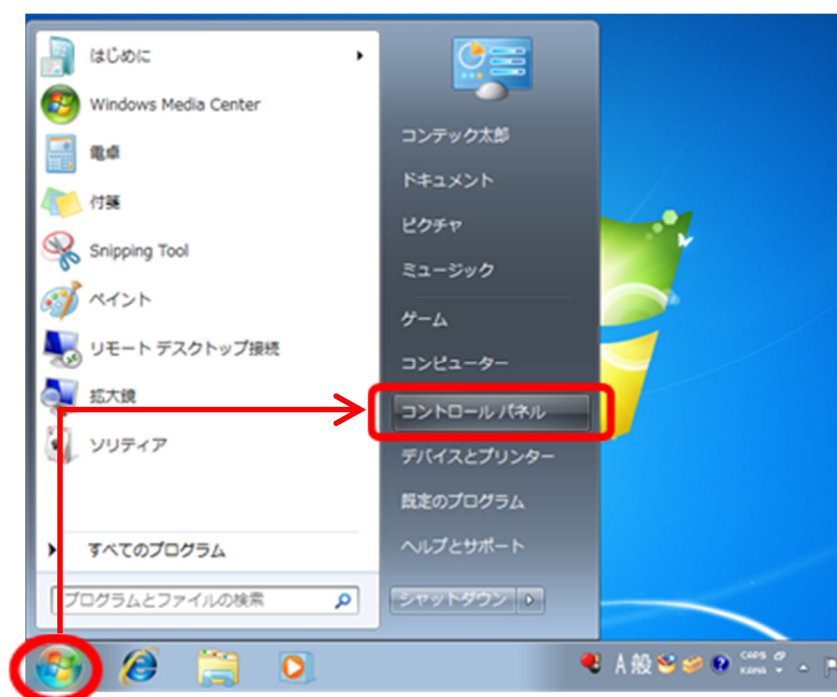 はじめに
Windows Media Center
電卓
付箋
Snipping Tool
ペイント
リモート デスクトップ接続
拡大鏡
ソリティア
すべてのプログラム
プログラムとファイルの検索
コンテック太郎
ドキュメント
ピクチャ
ミュージック
ゲーム
コンピューター
コントロール パネル
デバイスとプリンター
既定のプログラム
ヘルプとサポート
シャットダウン
A 般
CAPS
KANA